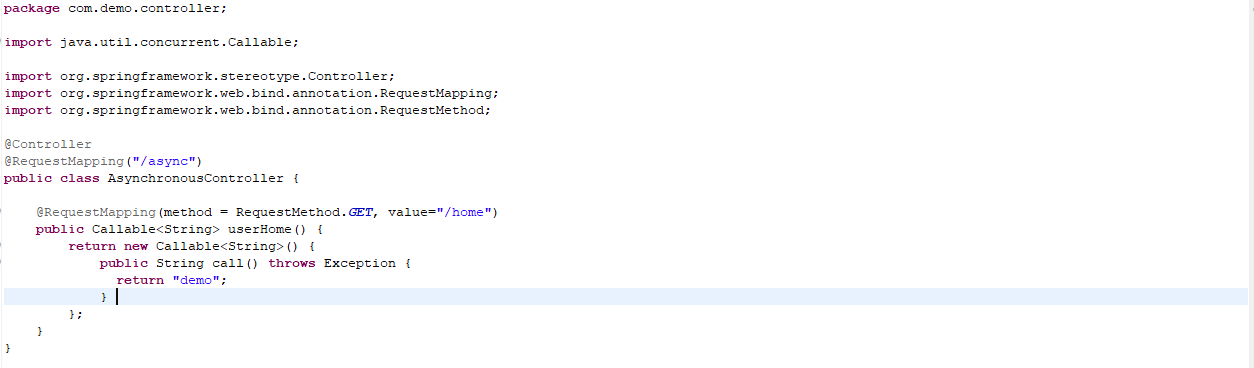 package com.demo.controller;
import java.util.concurrent.Callable;
import org.springframework.stereotype.Controller;
import org.springframework.web.bind.annotation.RequestMapping;
import org.springframework.web.bind.annotation.RequestMethod;
@Controller
@RequestMapping("/async")
public class AsynchronousController {
@RequestMapping(method = RequestMethod.GET, value="/home")
public Callable<String> userHome() {
return new Callable<String>() {
public String call() throws Exception {
return "demo";
}
};
}
}